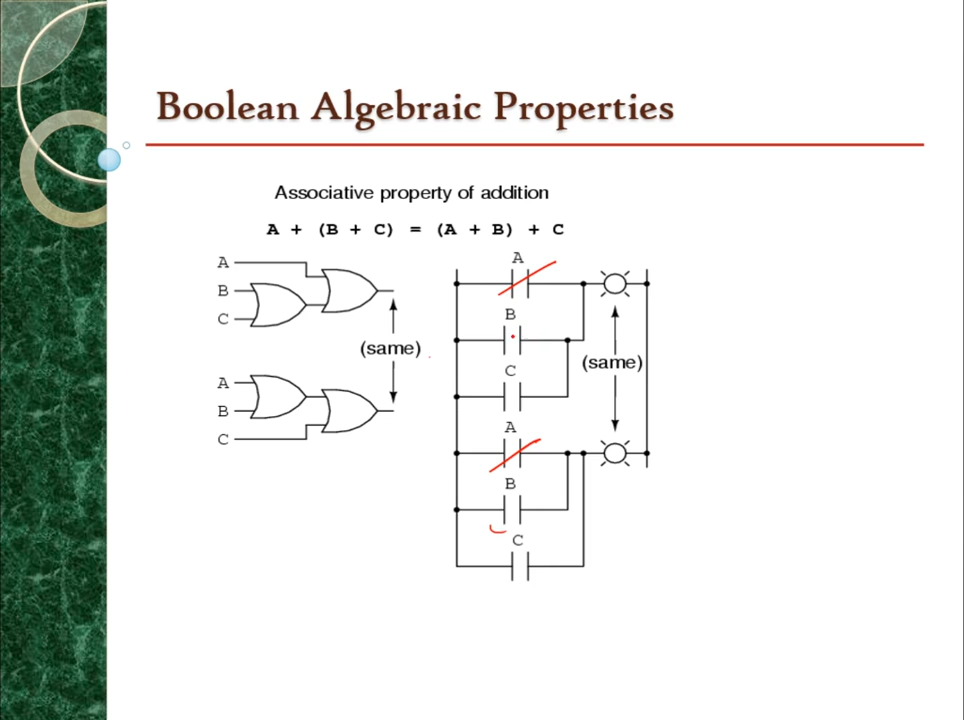 Boolean Algebraic Properties
Associative property of addition
A + (B + C) = (A + B) + C
A
B
C
(same)
A
B
C
A
B
C
(same)
A
B
C